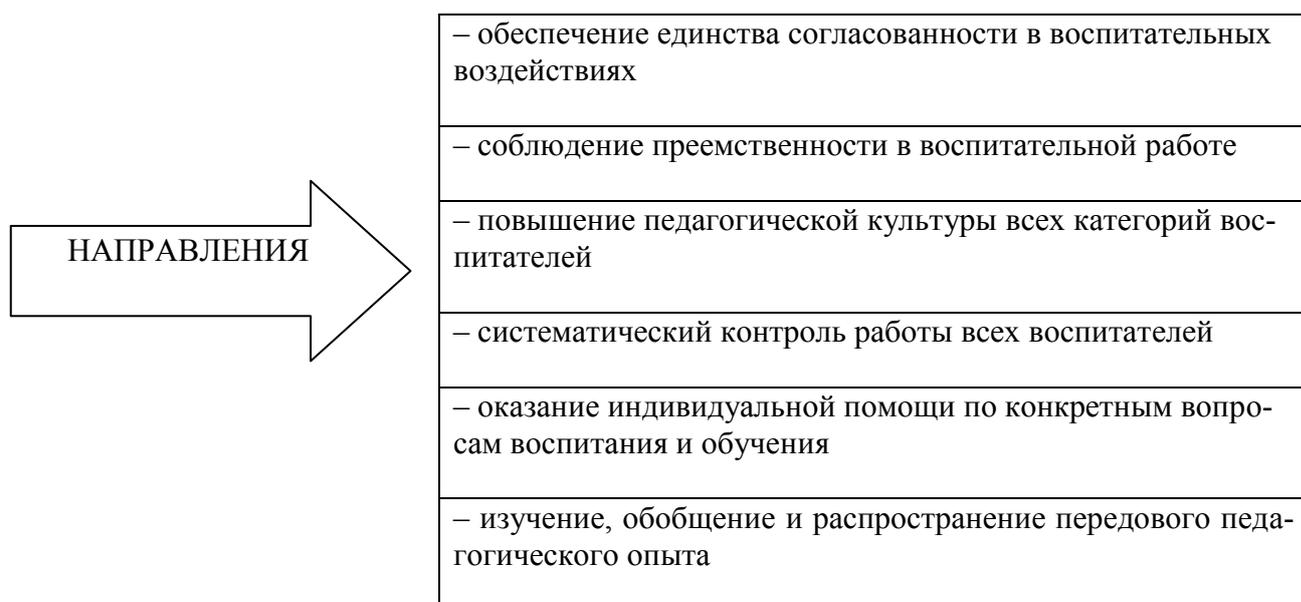 – обеспечение единства согласованности в воспитательных
воздействиях
– соблюдение преемственности в воспитательной работе
НАПРАВЛЕНИЯ
– повышение педагогической культуры всех категорий вос-
питателей
– систематический контроль работы всех воспитателей
– оказание индивидуальной помощи по конкретным вопро-
сам воспитания и обучения
– изучение, обобщение и распространение передового педа-
гогического опыта